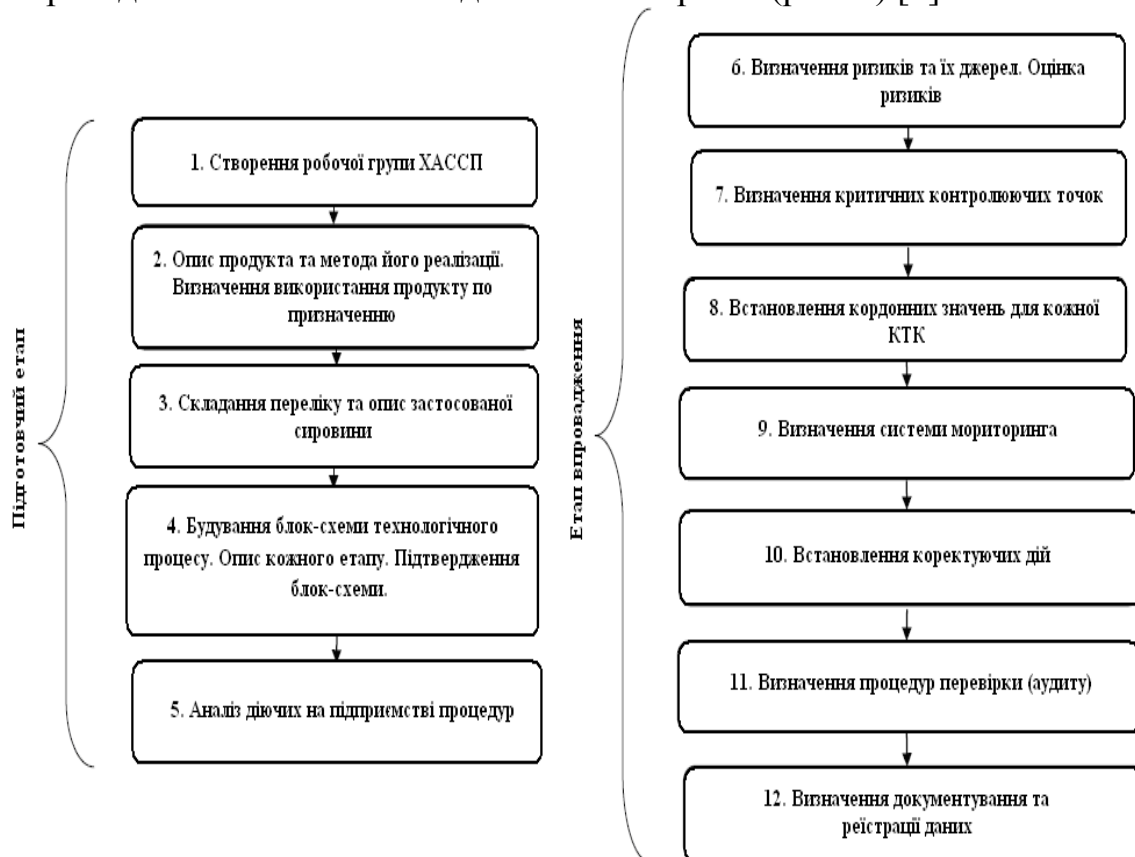 Підготовчий етап
1. Створення робочої групи ХАССП
2. Опис продукта та метода його реалізації.
Визначення використання продукту по
призначенню
3. Складання переліку та опис застосованої
сировини
4. Будування блок-схеми технологічного
процесу. Опис кожного етапу. Підтвердження
блок-схеми.
5. Аналіз діючих на підприємстві процедур
Етап впровадження
6. Визначення ризиків та їх джерел. Оцінка
ризиків
7. Визначення критичних контролюючих точок
8. Встановлення кордонних значень для кожної
КТК
9. Визначення системи мориторинга
10. Встановлення коректуючих дій
11. Визначення процедур перевірки (аудиту)
12. Визначення документування та
реїстрації даних